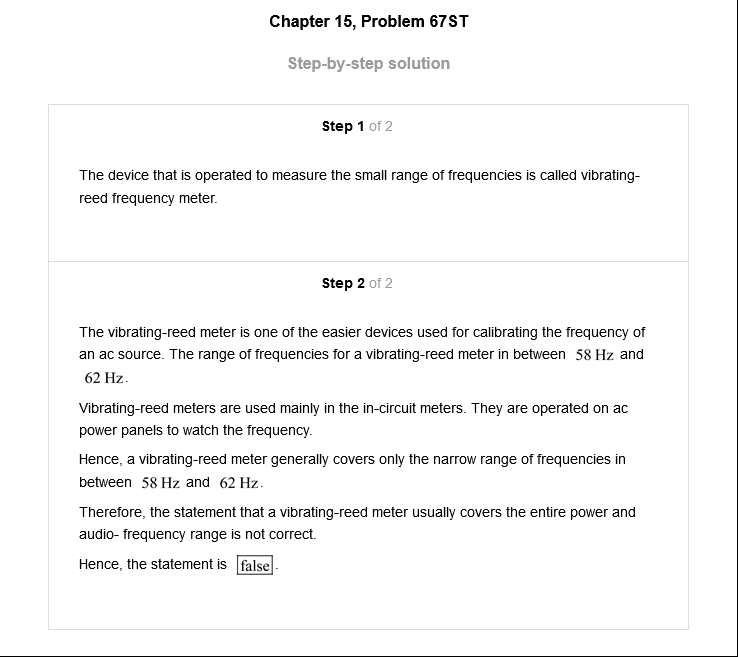 Chapter 15, Problem 67ST
Step-by-step solution
Step 1 of 2
The device that is operated to measure the small range of frequencies is called vibrating-
reed frequency meter.
Step 2 of 2
The vibrating-reed meter is one of the easier devices used for calibrating the frequency of
an ac source. The range of frequencies for a vibrating-reed meter in between 58 Hz and
62 Hz.
Vibrating-reed meters are used mainly in the in-circuit meters. They are operated on ac
power panels to watch the frequency.
Hence, a vibrating-reed meter generally covers only the narrow range of frequencies in
between 58 Hz and 62 Hz.
Therefore, the statement that a vibrating-reed meter usually covers the entire power and
audio- frequency range is not correct.
Hence, the statement is false.